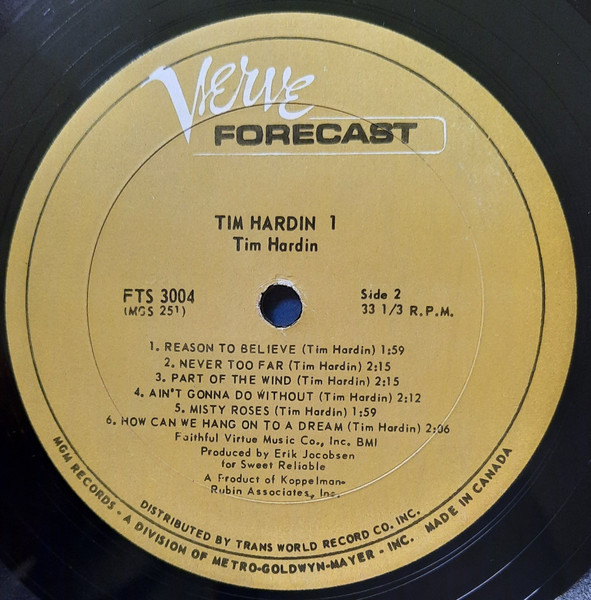 Verve
FORECAST
TIM HARDIN 1
Tim Hardin
FTS 3004
(MGS 251)
Side 2
33 1/3 R.P.M.
1. REASON TO BELIEVE (Tim Hardin) 1:59
2. NEVER TOO FAR (Tim Hardin) 2:15
3. PART OF THE WIND (Tim Hardin) 2:15
4. AIN'T GONNA DO WITHOUT (Tim Hardin) 2:12
5. MISTY ROSES (Tim Hardin) 1:59
6. HOW CAN WE HANG ON TO A DREAM (Tim Hardin) 2:06
Faithful Virtue Music Co., Inc. BMI
Produced by Erik Jacobsen
for Sweet Reliable
A Product of Koppelman-
Rubin Associates, Inc.
DISTRIBUTED BY TRANS WORLD RECORD CO. INC.
MGM RECORDS - A DIVISION OF METRO-GOLDWYN-MAYER - INC. MADE IN CANADA